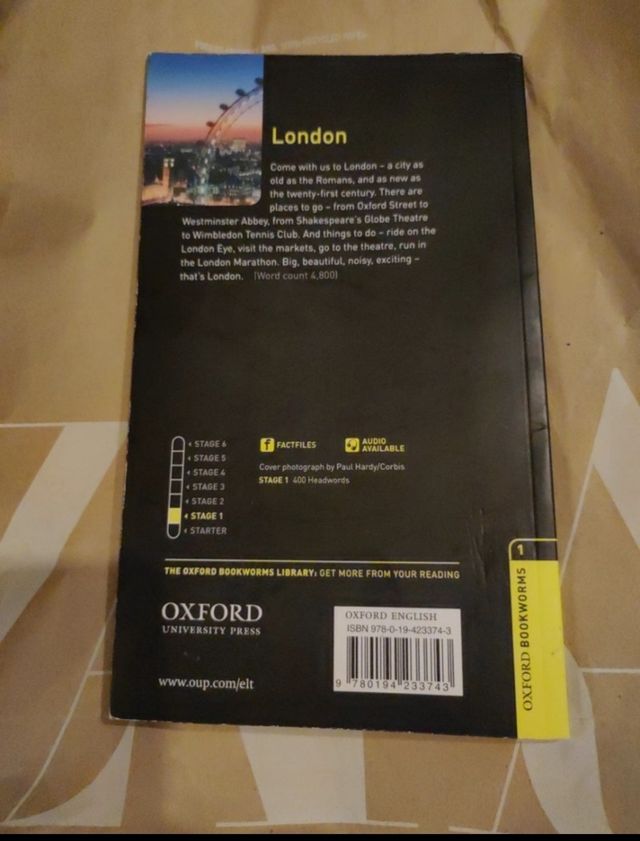 London
Come with us to London – a city as
old as the Romans, and as new as
the twenty-first century. There are
places to go – from Oxford Street to
Westminster Abbey, from Shakespeare's Globe Theatre
to Wimbledon Tennis Club. And things to do – ride on the
London Eye, visit the markets, go to the theatre, run in
the London Marathon. Big, beautiful, noisy, exciting –
that's London. [Word count 4,800]
STAGE 6
STAGE 5
STAGE 4
STAGE 3
STAGE 2
STAGE 1
STARTER
f FACTFILES
AUDIO
AVAILABLE
Cover photograph by Paul Hardy/Corbis
STAGE 1 400 Headwords
THE OXFORD BOOKWORMS LIBRARY: GET MORE FROM YOUR READING
OXFORD
UNIVERSITY PRESS
www.oup.com/elt
OXFORD ENGLISH
ISBN 978-0-19-423374-3
9 780194 233743
1
OXFORD BOOKWORMS